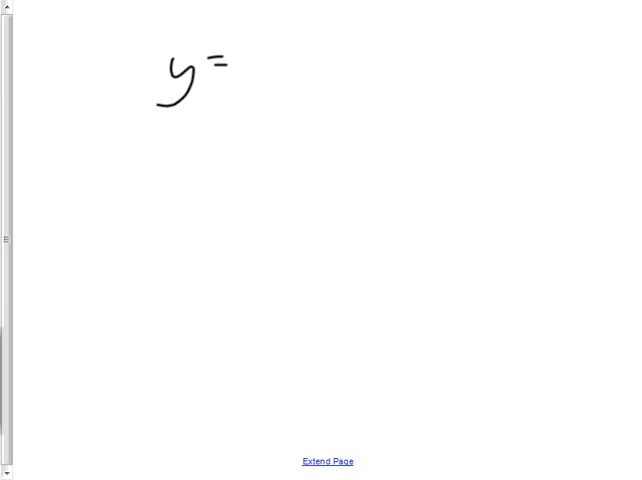 y =
Extend Page